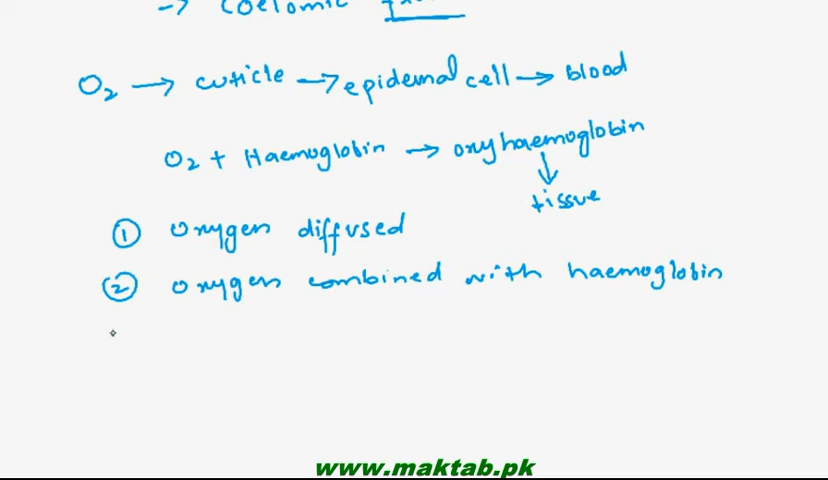 -> Coelomic
O₂ → cuticle → epidemal cell → blood
O₂ + Haemoglobin → oxyhaemoglobin
↓
tissue
① Oxygen diffused
② Oxygen combined with haemoglobin
www.maktab.pk